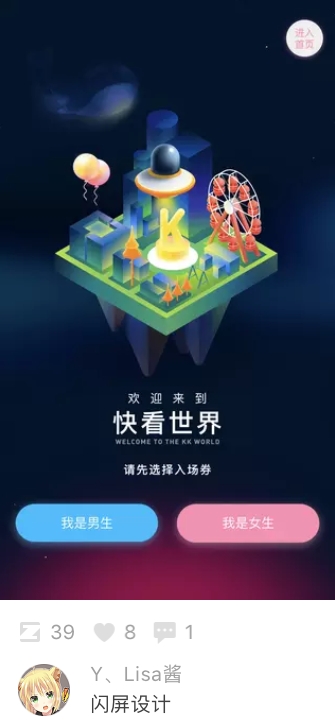 进入
首页
K
欢迎来到
快看世界
WELCOME TO THE KK WORLD
请先选择入场券
我是男生
我是女生
39
8
1
Y、Lisa酱
闪屏设计